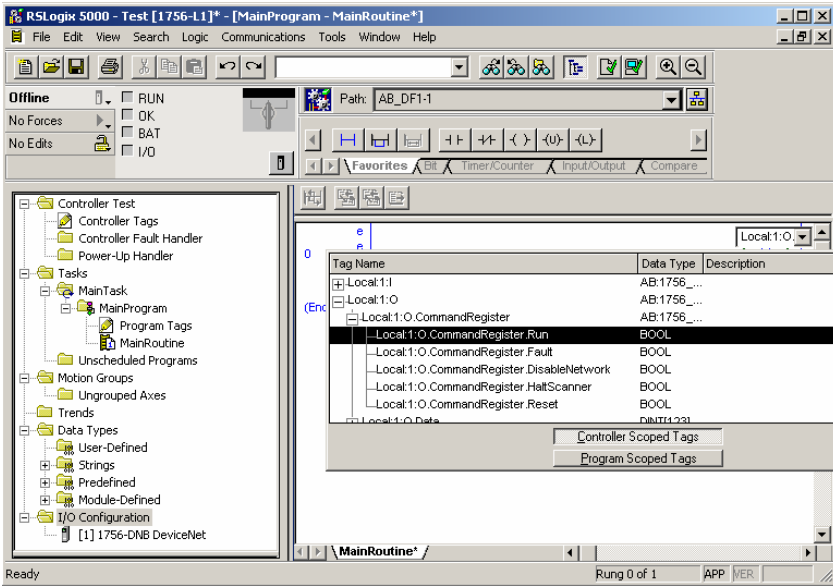 RSLogix 5000 - Test [1756-L1]* - [MainProgram - MainRoutine*]
File Edit View Search Logic Communications Tools Window Help
Offline
RUN
No Forces
OK
BAT
No Edits
I/O
Path: AB_DF1-1
Favorites Bit Timer/Counter Input/Output Compare
Controller Test
Controller Tags
Controller Fault Handler
Power-Up Handler
Tasks
MainTask
MainProgram
Program Tags
MainRoutine
Unscheduled Programs
Motion Groups
Ungrouped Axes
Trends
Data Types
User-Defined
Strings
Predefined
Module-Defined
I/O Configuration
[1] 1756-DNB DeviceNet
e
e
0
(End
Local:1:O.
Tag Name Data Type Description
Local:1:I AB:1756_...
Local:1:O AB:1756_...
Local:1:O.CommandRegister AB:1756_...
Local:1:O.CommandRegister.Run BOOL
Local:1:O.CommandRegister.Fault BOOL
Local:1:O.CommandRegister.DisableNetwork BOOL
Local:1:O.CommandRegister.HaltScanner BOOL
Local:1:O.CommandRegister.Reset BOOL
Local:1:O.Data DINT[123]
Controller Scoped Tags
Program Scoped Tags
MainRoutine*
Ready
Rung 0 of 1
APP VER